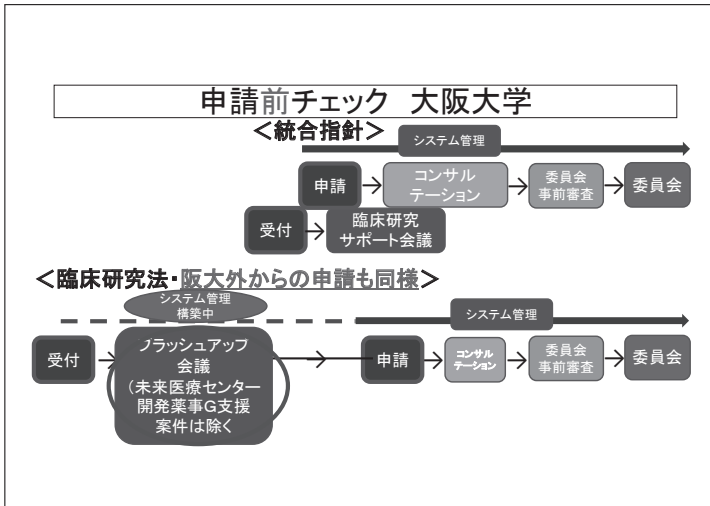 申請前チェック 大阪大学
＜統合指針＞
システム管理
申請
コンサル
テーション
委員会
事前審査
委員会
受付
臨床研究
サポート会議
＜臨床研究法・阪大外からの申請も同様＞
システム管理
構築中
システム管理
受付
ブラッシュアップ
会議
（未来医療センター
開発薬事G支援
案件は除く
申請
コンサル
テーション
委員会
事前審査
委員会